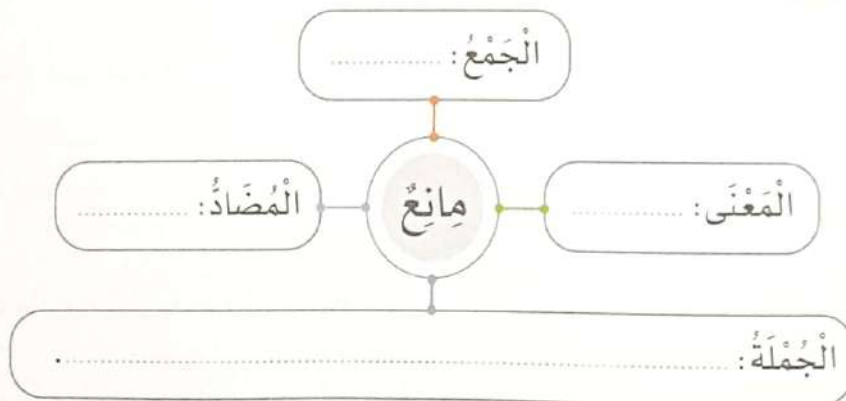 الْجَمْعُ: ............
الْمَعْنَى: ............
مِانِعٌ
الْمُضَادُّ: ............
الْجُمْلَةُ: .............................................................